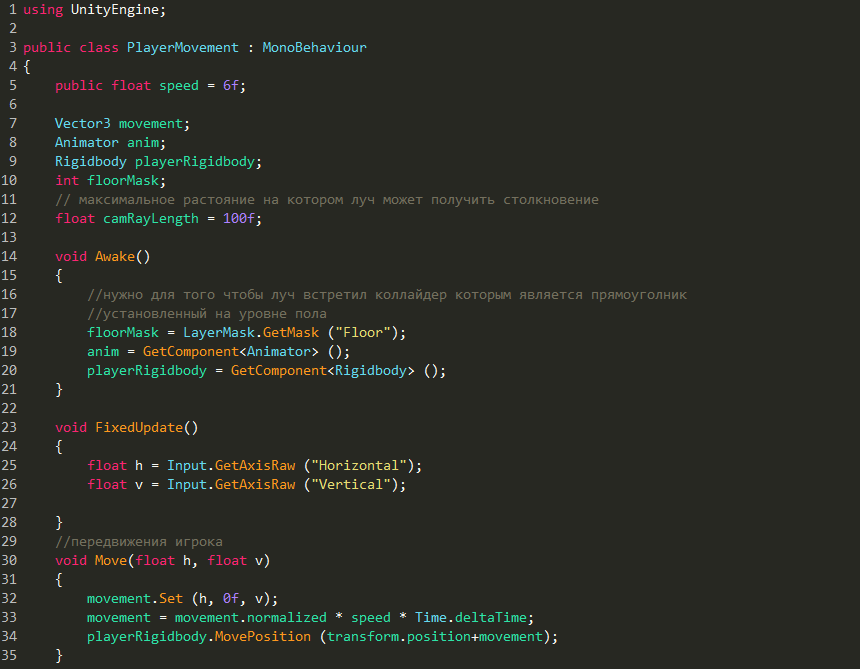 1 using UnityEngine;
2
3 public class PlayerMovement : MonoBehaviour
4 {
5     public float speed = 6f;
6
7     Vector3 movement;
8     Animator anim;
9     Rigidbody playerRigidbody;
10     int floorMask;
11     // максимальное растояние на котором луч может получить столкновение
12     float camRayLength = 100f;
13
14     void Awake()
15     {
16         //нужно для того чтобы луч встретил коллайдер которым является прямоуголник
17         //установленный на уровне пола
18         floorMask = LayerMask.GetMask ("Floor");
19         anim = GetComponent<Animator> ();
20         playerRigidbody = GetComponent<Rigidbody> ();
21     }
22
23     void FixedUpdate()
24     {
25         float h = Input.GetAxisRaw ("Horizontal");
26         float v = Input.GetAxisRaw ("Vertical");
27
28     }
29     //передвижения игрока
30     void Move(float h, float v)
31     {
32         movement.Set (h, 0f, v);
33         movement = movement.normalized * speed * Time.deltaTime;
34         playerRigidbody.MovePosition (transform.position+movement);
35     }